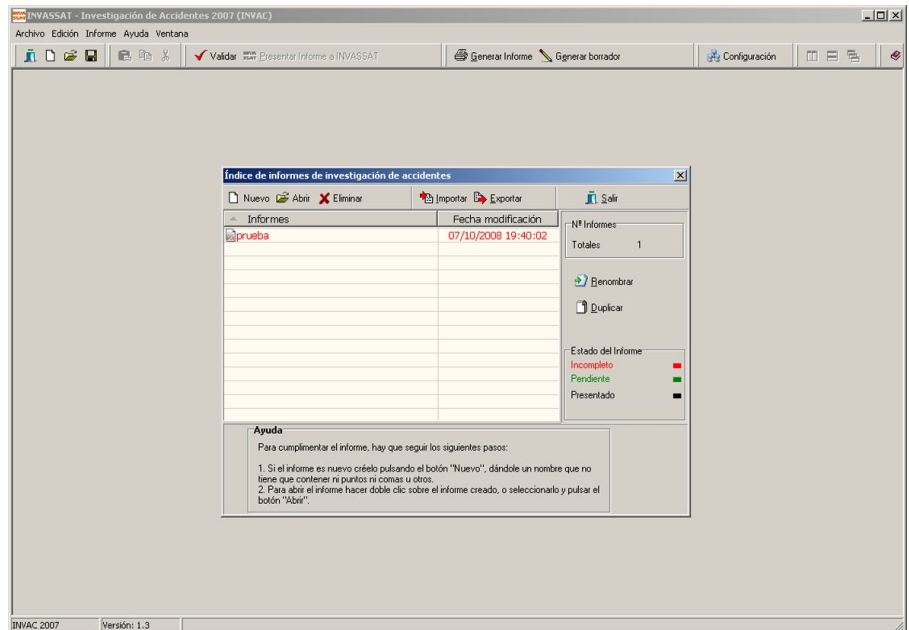 INVASSAT - Investigación de Accidentes 2007 (INVAC)
Archivo Edición Informe Ayuda Ventana
Validar Presentar Informe a INVASSAT Generar Informe Generar borrador Configuración
Índice de informes de investigación de accidentes
Nuevo Abrir Eliminar Importar Exportar Salir
Informes Fecha modificación
prueba 07/10/2008 19:40:02
Nº Informes
Totales 1
Renombrar
Duplicar
Estado del Informe
Incompleto
Pendiente
Presentado
Ayuda
Para cumplimentar el informe, hay que seguir los siguientes pasos:
1. Si el informe es nuevo créelo pulsando el botón "Nuevo", dándole un nombre que no
tiene que contener ni puntos ni comas u otros.
2. Para abrir el informe hacer doble clic sobre el informe creado, o seleccionarlo y pulsar el
botón "Abrir".
INVAC 2007 Versión: 1.3